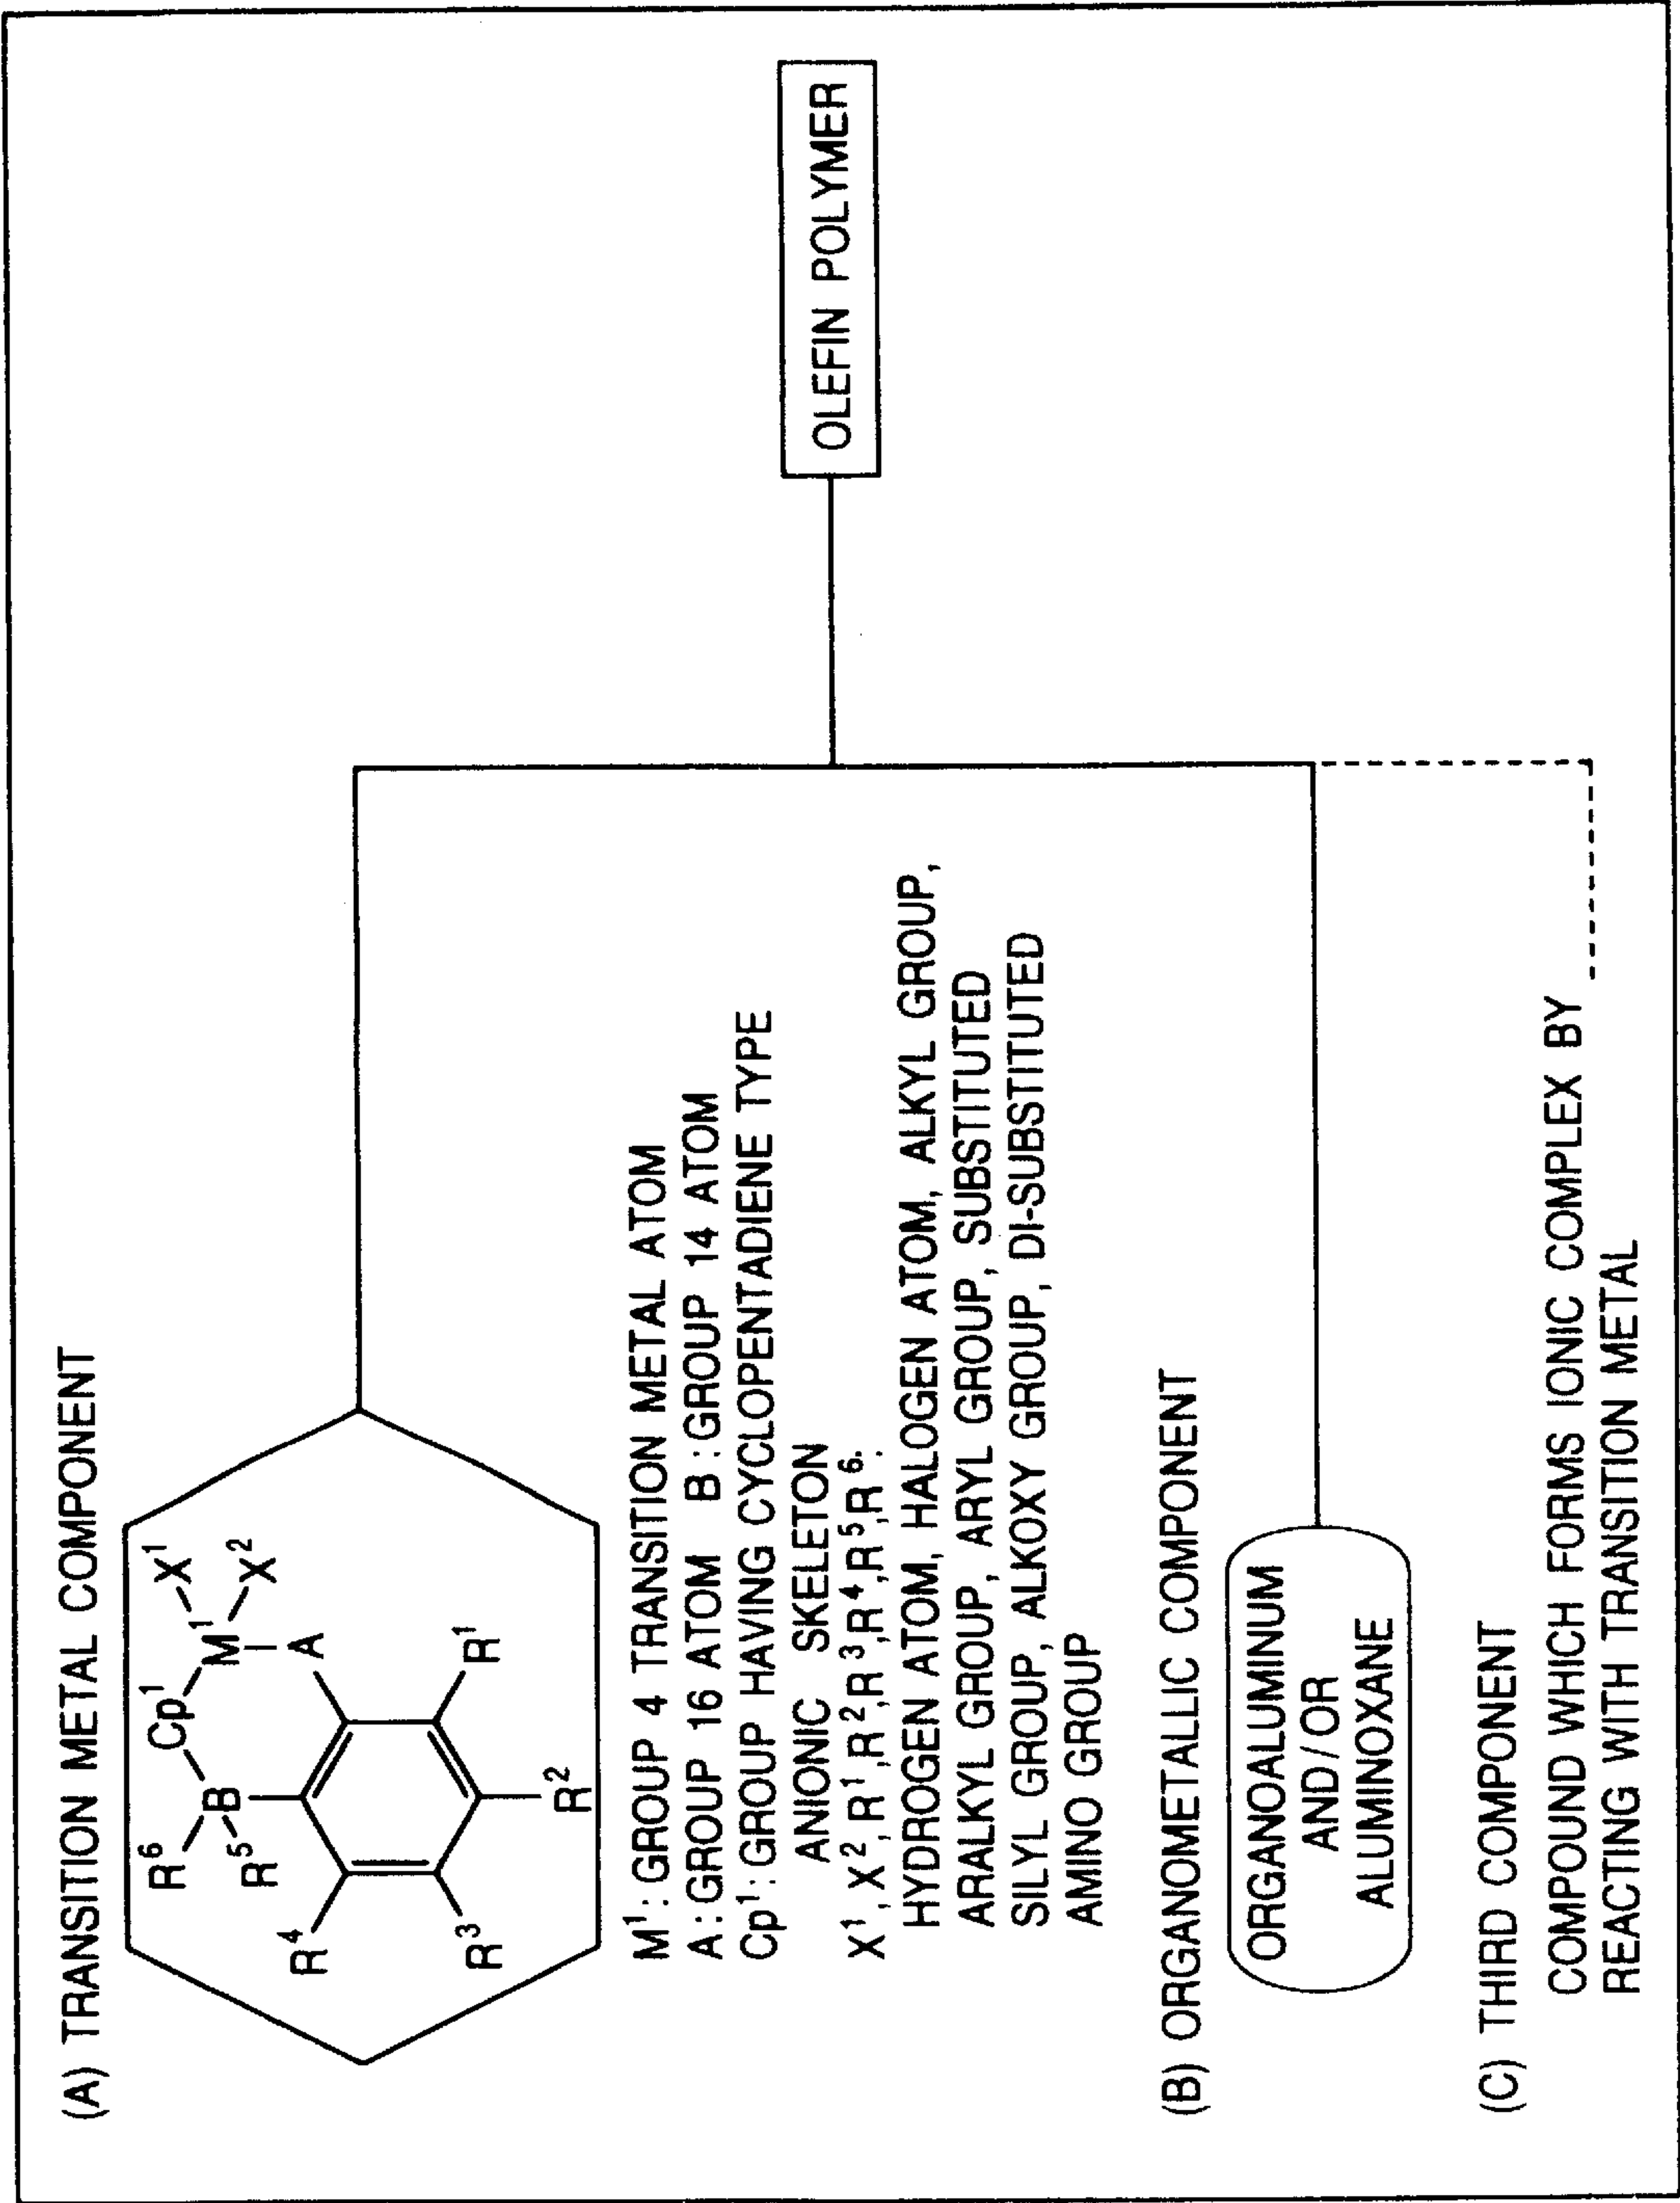 (A) TRANSITION METAL COMPONENT
R⁶ Cp¹ X¹
B M¹
R⁵ A X²
R⁴ R¹
R³ R²
M¹: GROUP 4 TRANSITION METAL ATOM
A: GROUP 16 ATOM B: GROUP 14 ATOM
Cp¹: GROUP HAVING CYCLOPENTADIENE TYPE
ANIONIC SKELETON
X¹, X², R¹, R², R³, R⁴, R⁵, R⁶:
HYDROGEN ATOM, HALOGEN ATOM, ALKYL GROUP,
ARALKYL GROUP, ARYL GROUP, SUBSTITUTED
SILYL GROUP, ALKOXY GROUP, DI-SUBSTITUTED
AMINO GROUP
OLEFIN POLYMER
(B) ORGANOMETALLIC COMPONENT
ORGANOALUMINUM
AND/OR
ALUMINOXANE
(C) THIRD COMPONENT
COMPOUND WHICH FORMS IONIC COMPLEX BY
REACTING WITH TRANSITION METAL